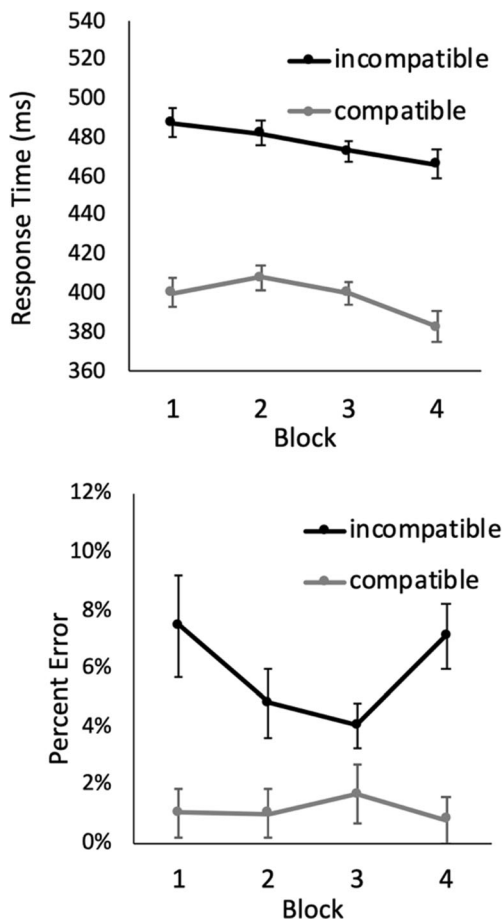 Response Time (ms)
540
520
500
480
460
440
420
400
380
360
incompatible
compatible
1 2 3 4
Block
Percent Error
12%
10%
8%
6%
4%
2%
0%
incompatible
compatible
1 2 3 4
Block